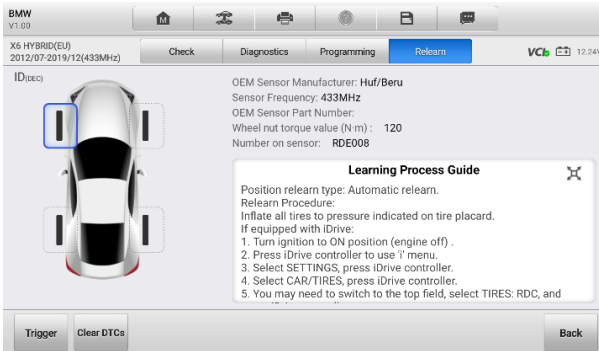 BMW
V1.00
X6 HYBRID(EU)
2012/07-2019/12(433MHz)
Check
Diagnostics
Programming
Relearn
VCI
12.24V
ID(DEC)
OEM Sensor Manufacturer: Huf/Beru
Sensor Frequency: 433MHz
OEM Sensor Part Number:
Wheel nut torque value (N·m) : 120
Number on sensor: RDE008
Learning Process Guide
Position relearn type: Automatic relearn.
Relearn Procedure:
Inflate all tires to pressure indicated on tire placard.
If equipped with iDrive:
1. Turn ignition to ON position (engine off) .
2. Press iDrive controller to use 'i' menu.
3. Select SETTINGS, press iDrive controller.
4. Select CAR/TIRES, press iDrive controller.
5. You may need to switch to the top field, select TIRES: RDC, and
Trigger
Clear DTCs
Back